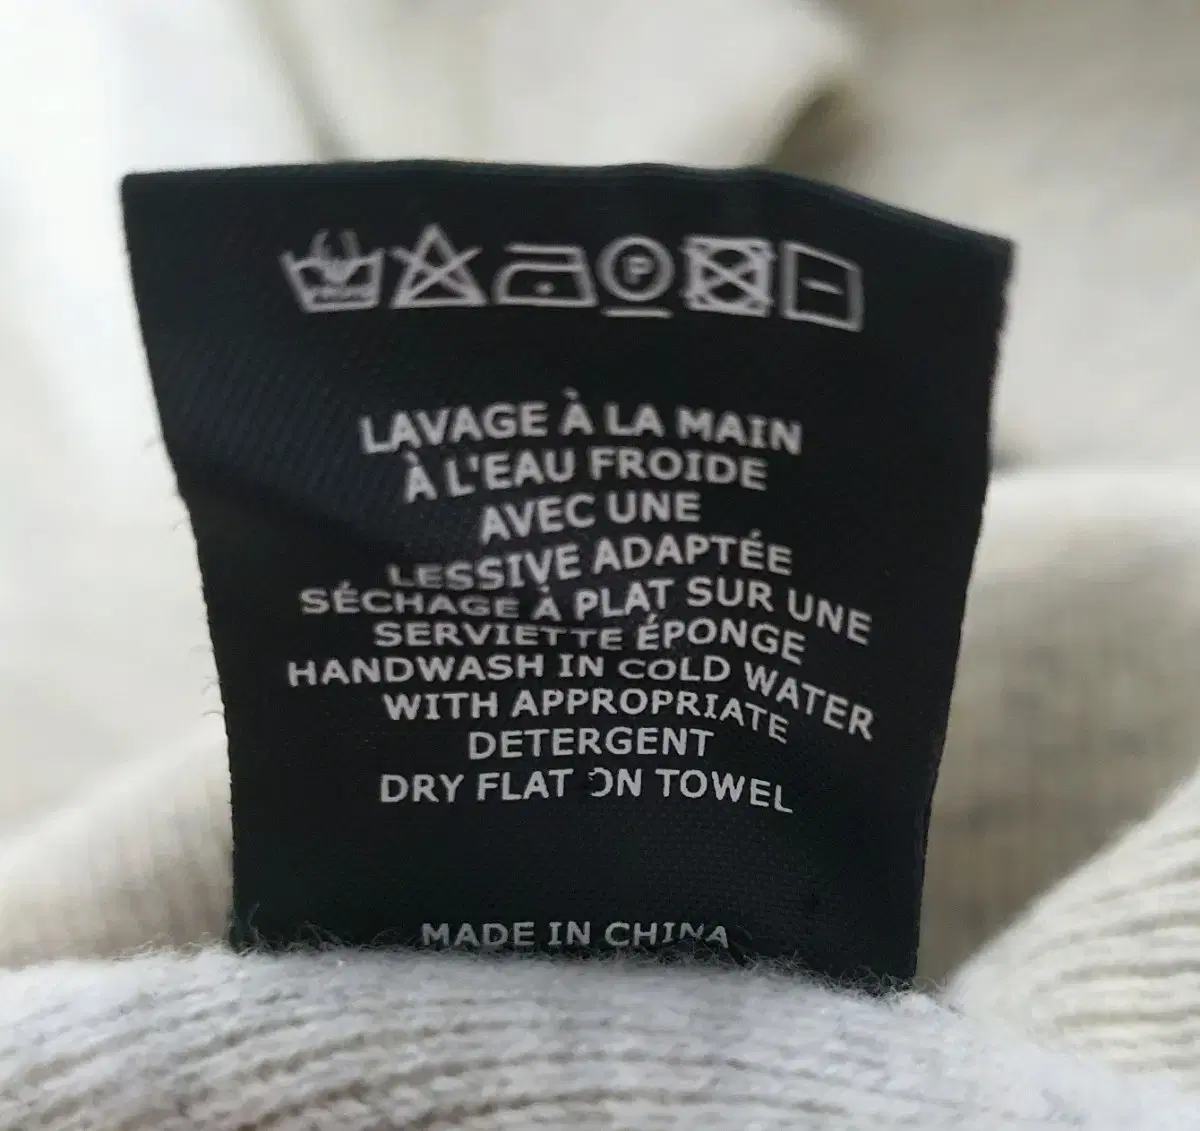 P
LAVAGE À LA MAIN
À L'EAU FROIDE
AVEC UNE
LESSIVE ADAPTÉE
SÉCHAGE À PLAT SUR UNE
SERVIETTE ÉPONGE
HANDWASH IN COLD WATER
WITH APPROPRIATE
DETERGENT
DRY FLAT ON TOWEL
MADE IN CHINA